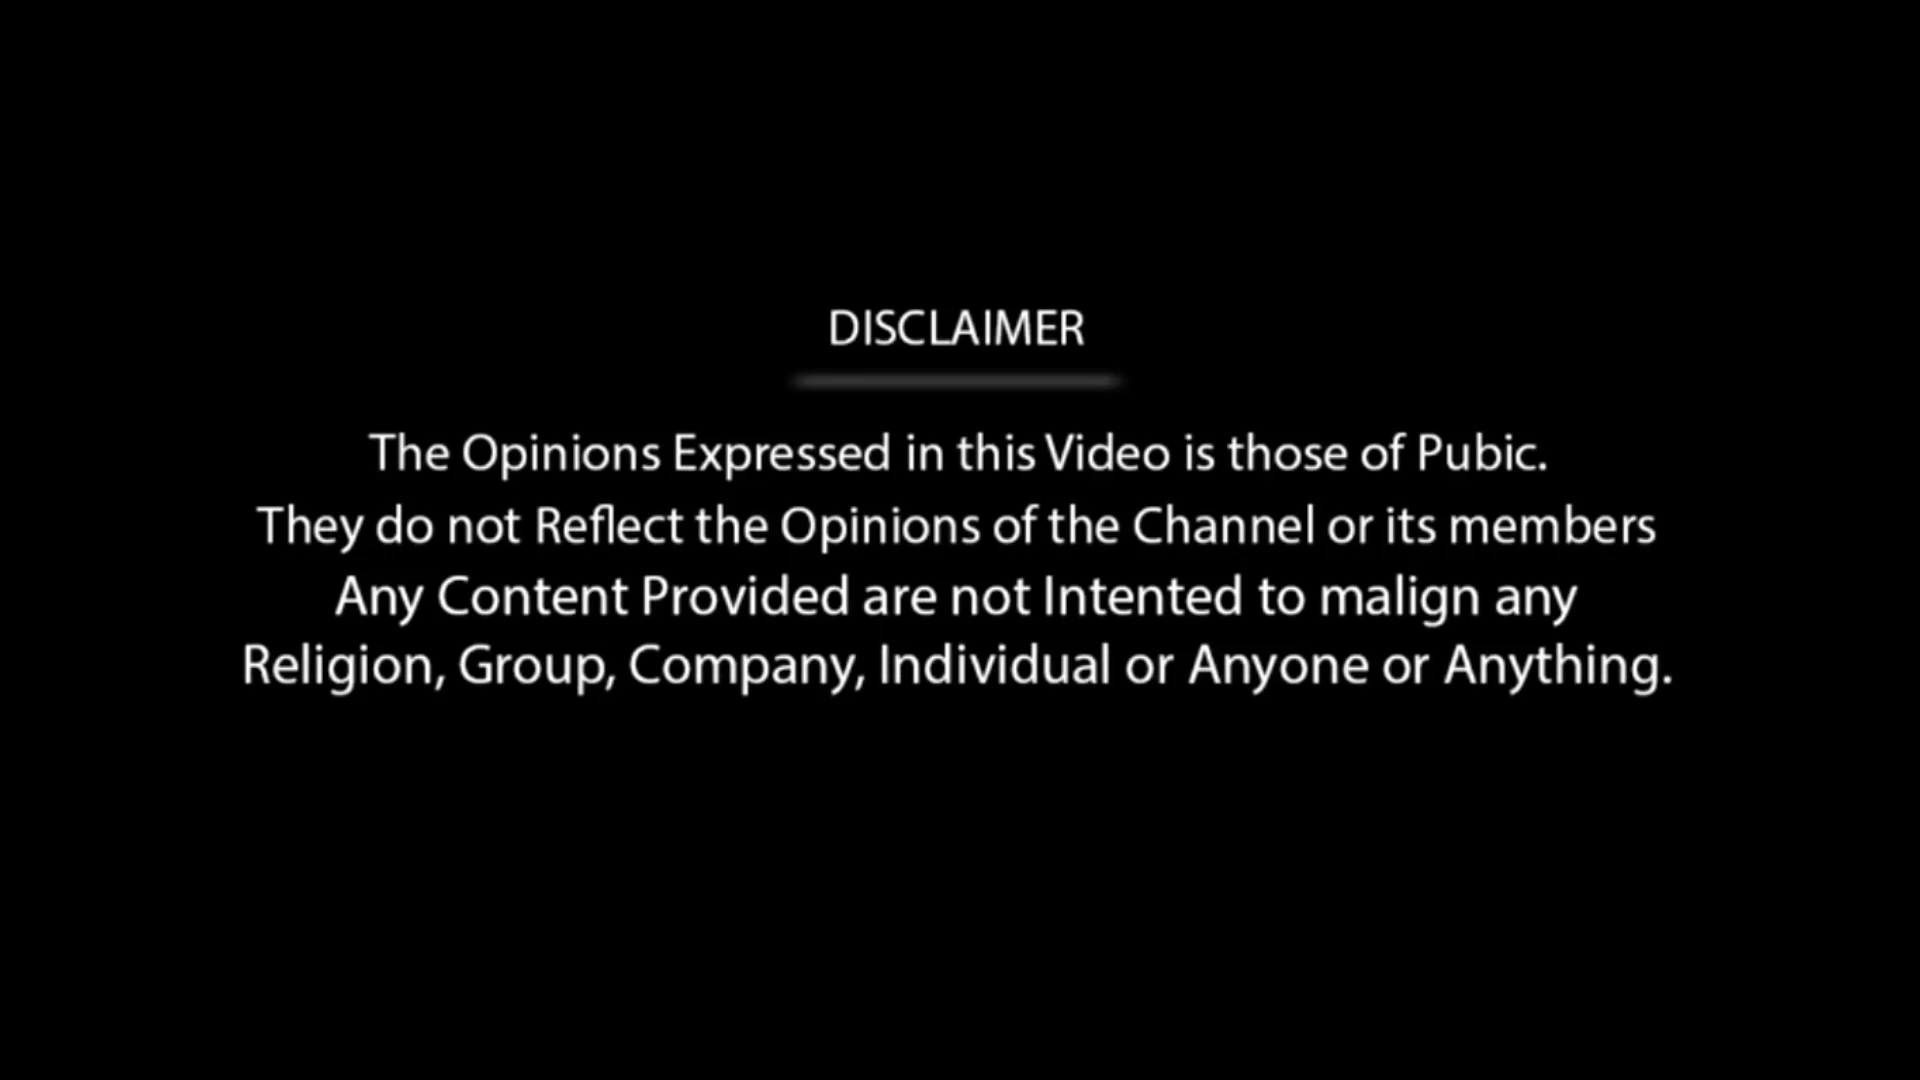 DISCLAIMER
The Opinions Expressed in this Video is those of Pubic.
They do not Reflect the Opinions of the Channel or its members
Any Content Provided are not Intented to malign any
Religion, Group, Company, Individual or Anyone or Anything.